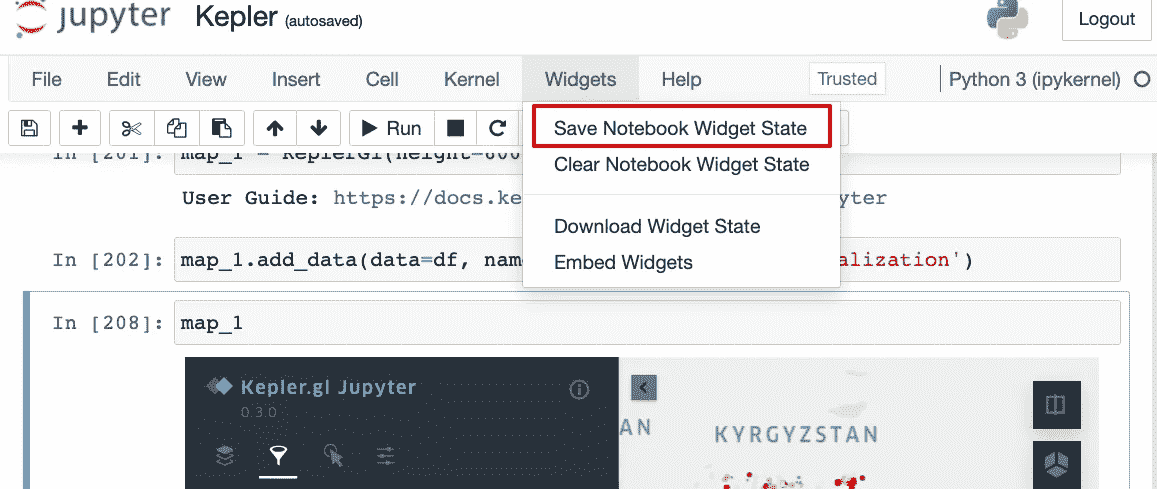 jupyter Kepler (autosaved)
Logout
File Edit View Insert Cell Kernel Widgets Help Trusted Python 3 (ipykernel)
Run
Save Notebook Widget State
Clear Notebook Widget State
Download Widget State
Embed Widgets
In [201]: map_1 = KeplerGl(height=600
User Guide: https://docs.ke yter
In [202]: map_1.add_data(data=df, nam alization')
In [208]: map_1
Kepler.gl Jupyter
0.3.0
AN
KYRGYZSTAN